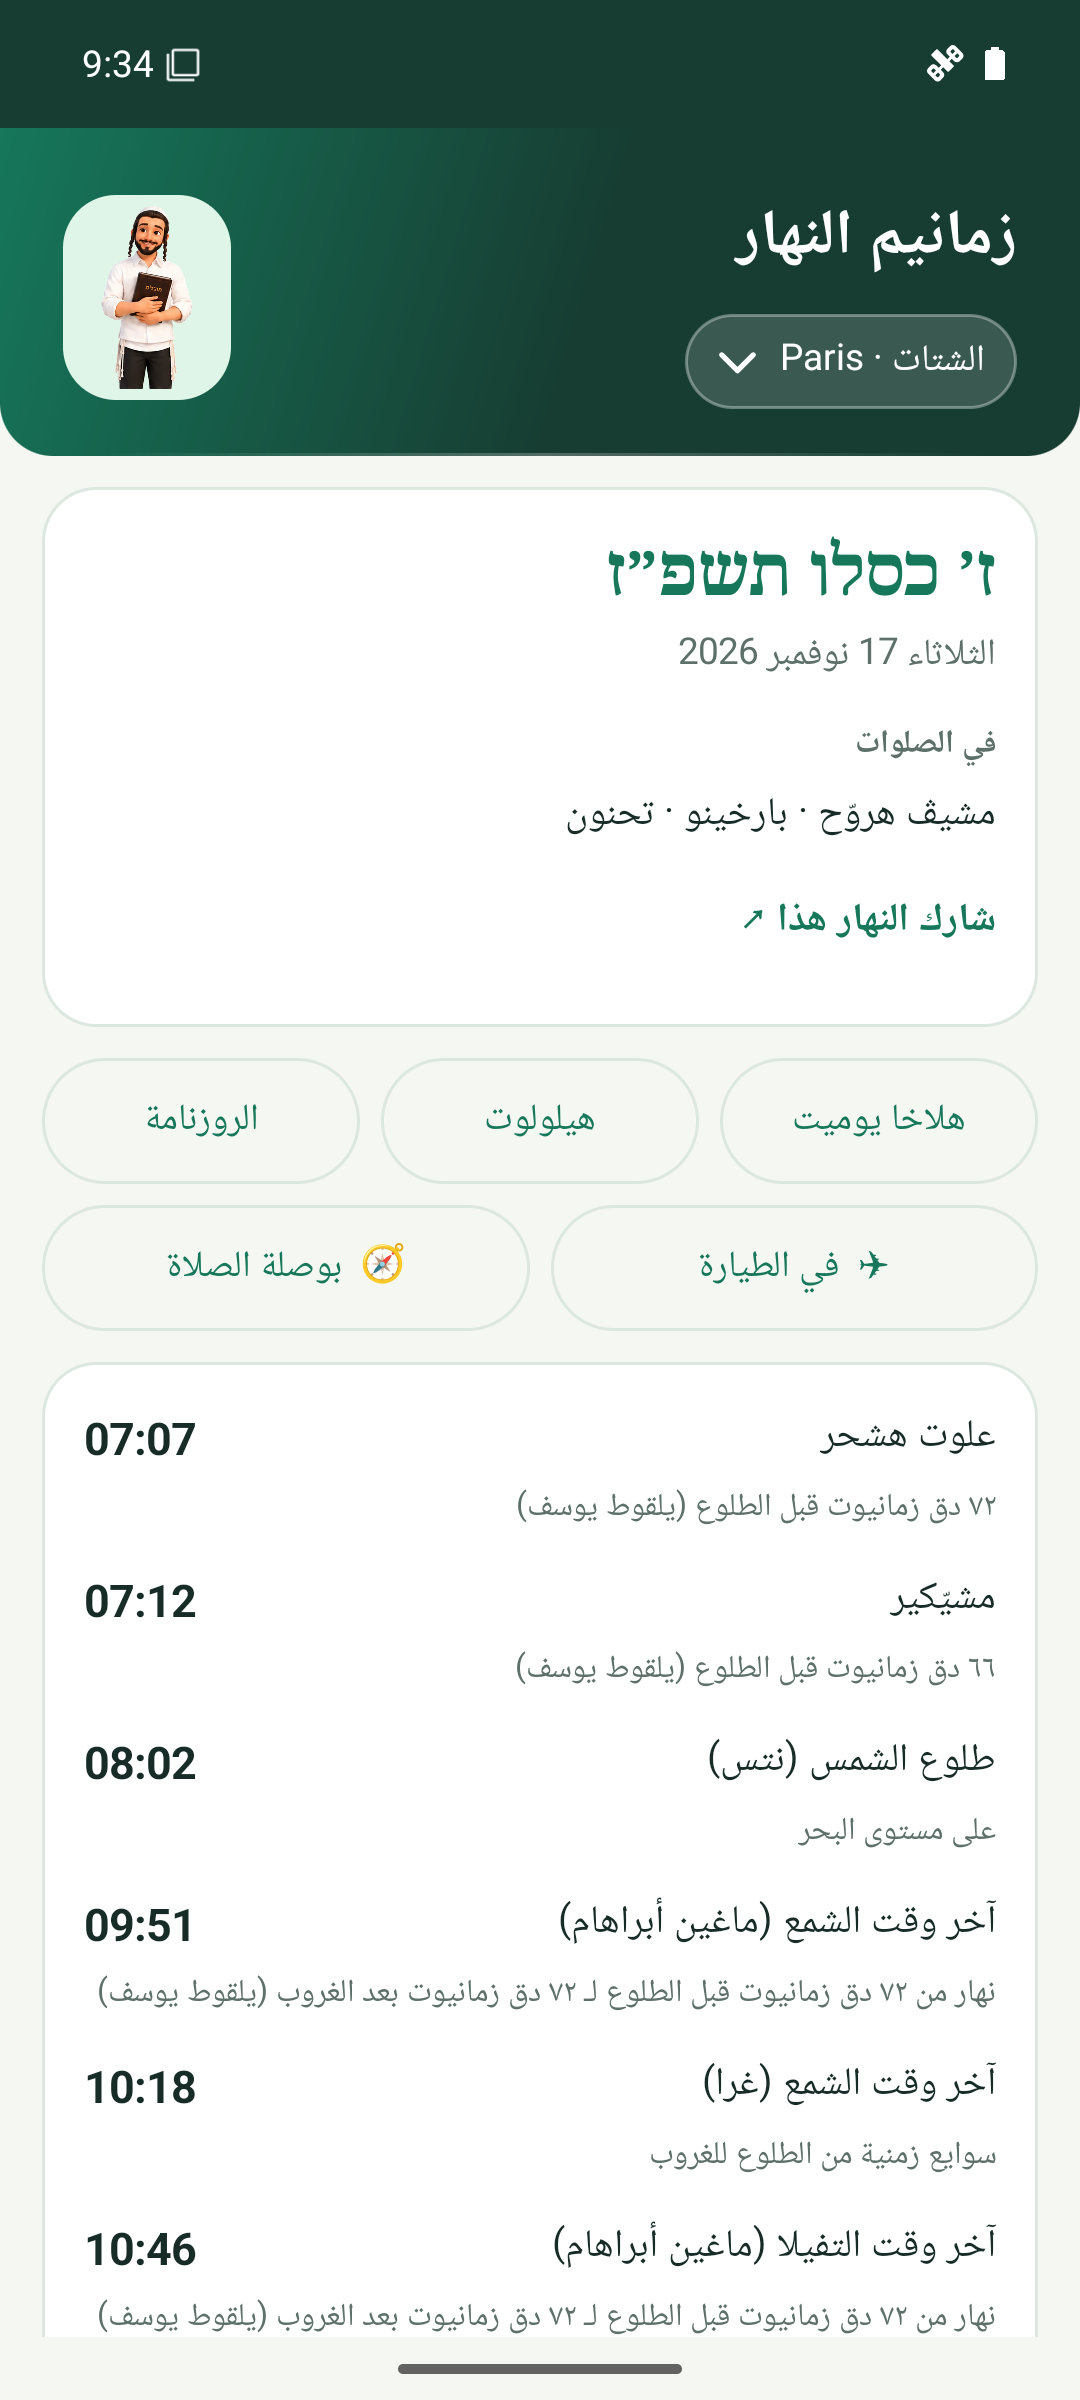 9:34
زمانيم النهار
الشتات · Paris
ז׳ כסלו תשפ״ז
الثلاثاء 17 نوفمبر 2026
في الصلوات
مشيڤ هروّح · بارخينو · تحنون
شارك النهار هذا ↗
هلاخا يوميت
هيلولوت
الروزنامة
✈ في الطيارة
🧭 بوصلة الصلاة
علوت هشحر 07:07
٧٢ دق زمانيوت قبل الطلوع (يلقوط يوسف)
مشيّكير 07:12
٦٦ دق زمانيوت قبل الطلوع (يلقوط يوسف)
طلوع الشمس (نتس) 08:02
على مستوى البحر
آخر وقت الشمع (ماغين أبراهام) 09:51
نهار من ٧٢ دق زمانيوت قبل الطلوع لـ ٧٢ دق زمانيوت بعد الغروب (يلقوط يوسف)
آخر وقت الشمع (غرا) 10:18
سوايع زمنية من الطلوع للغروب
آخر وقت التفيلا (ماغين أبراهام) 10:46
نهار من ٧٢ دق زمانيوت قبل الطلوع لـ ٧٢ دق زمانيوت بعد الغروب (يلقوط يوسف)